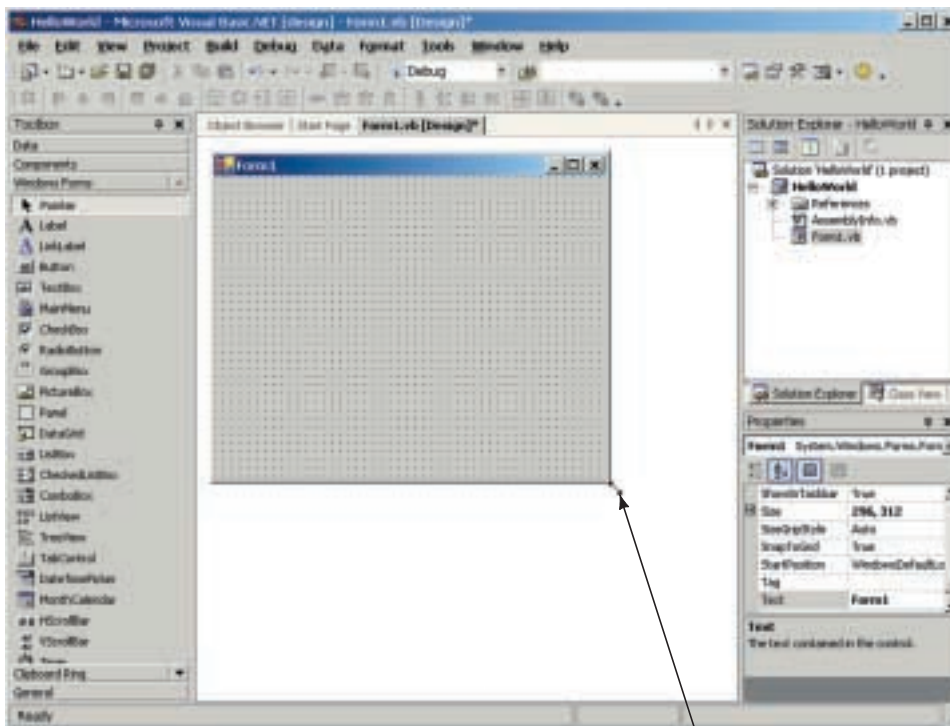 HelloWorld - Microsoft Visual Basic .NET [design] - Form1.vb [Design]*
File Edit View Project Build Debug Data Format Tools Window Help
Debug
Toolbox
Data
Components
Windows Forms
Pointer
Label
LinkLabel
Button
TextBox
MainMenu
CheckBox
RadioButton
GroupBox
PictureBox
Panel
DataGrid
ListBox
CheckedListBox
ComboBox
ListView
TreeView
TabControl
DateTimePicker
MonthCalendar
HScrollBar
VScrollBar
Clipboard Ring
General
Object Browser Start Page Form1.vb [Design]*
Form1
Solution Explorer - HelloWorld
Solution 'HelloWorld' (1 project)
HelloWorld
References
AssemblyInfo.vb
Form1.vb
Solution Explorer Class View
Properties
Form1 System.Windows.Forms.Form
ShowInTaskbar True
Size 296, 312
SizeGripStyle Auto
SnapToGrid True
StartPosition WindowsDefaultL
Tag
Text Form1
Text
The text contained in the control.
Ready